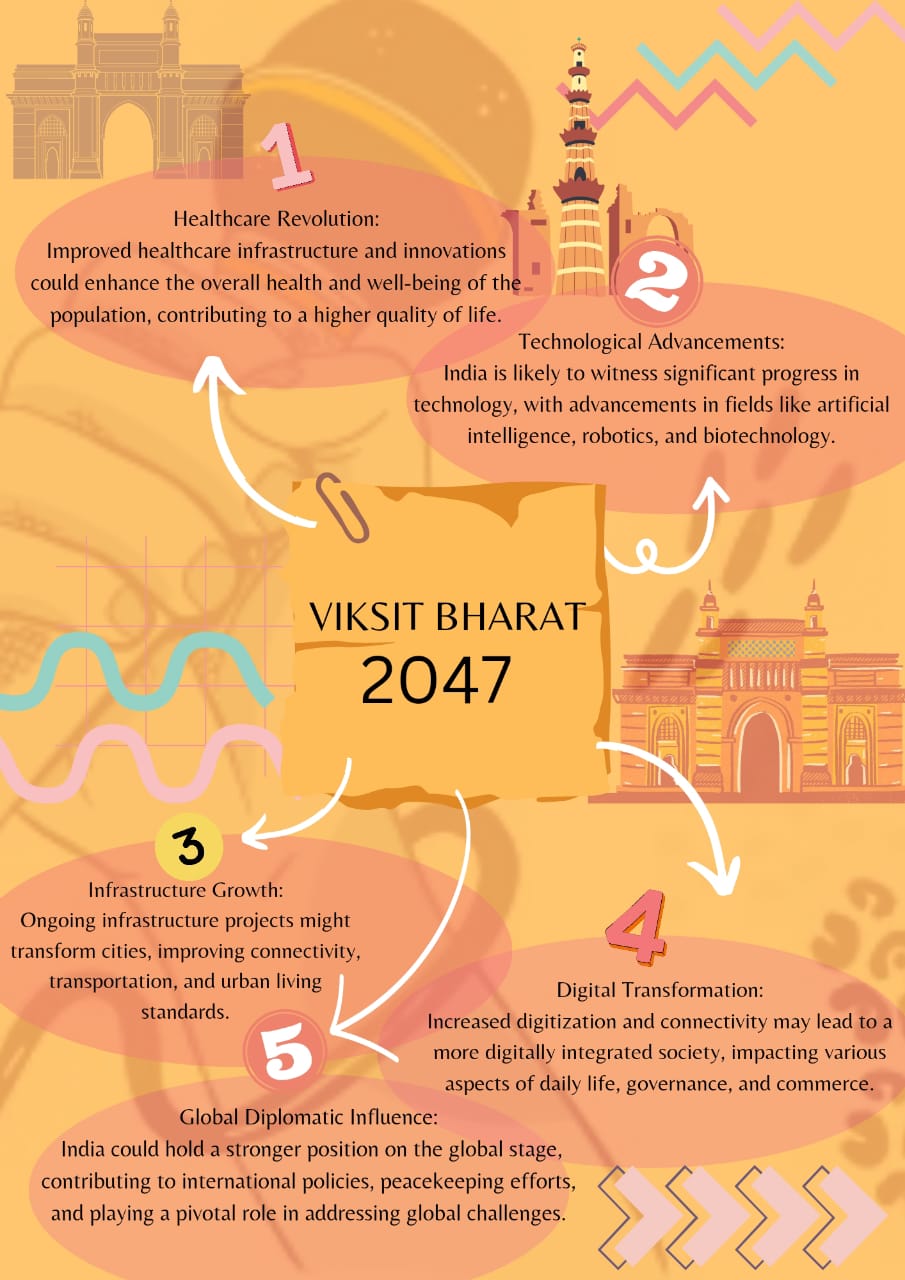 1
Healthcare Revolution:
Improved healthcare infrastructure and innovations
could enhance the overall health and well-being of the
population, contributing to a higher quality of life.
2
Technological Advancements:
India is likely to witness significant progress in
technology, with advancements in fields like artificial
intelligence, robotics, and biotechnology.
VIKSIT BHARAT
2047
3
Infrastructure Growth:
Ongoing infrastructure projects might
transform cities, improving connectivity,
transportation, and urban living
standards.
4
Digital Transformation:
Increased digitization and connectivity may lead to a
more digitally integrated society, impacting various
aspects of daily life, governance, and commerce.
5
Global Diplomatic Influence:
India could hold a stronger position on the global stage,
contributing to international policies, peacekeeping efforts,
and playing a pivotal role in addressing global challenges.